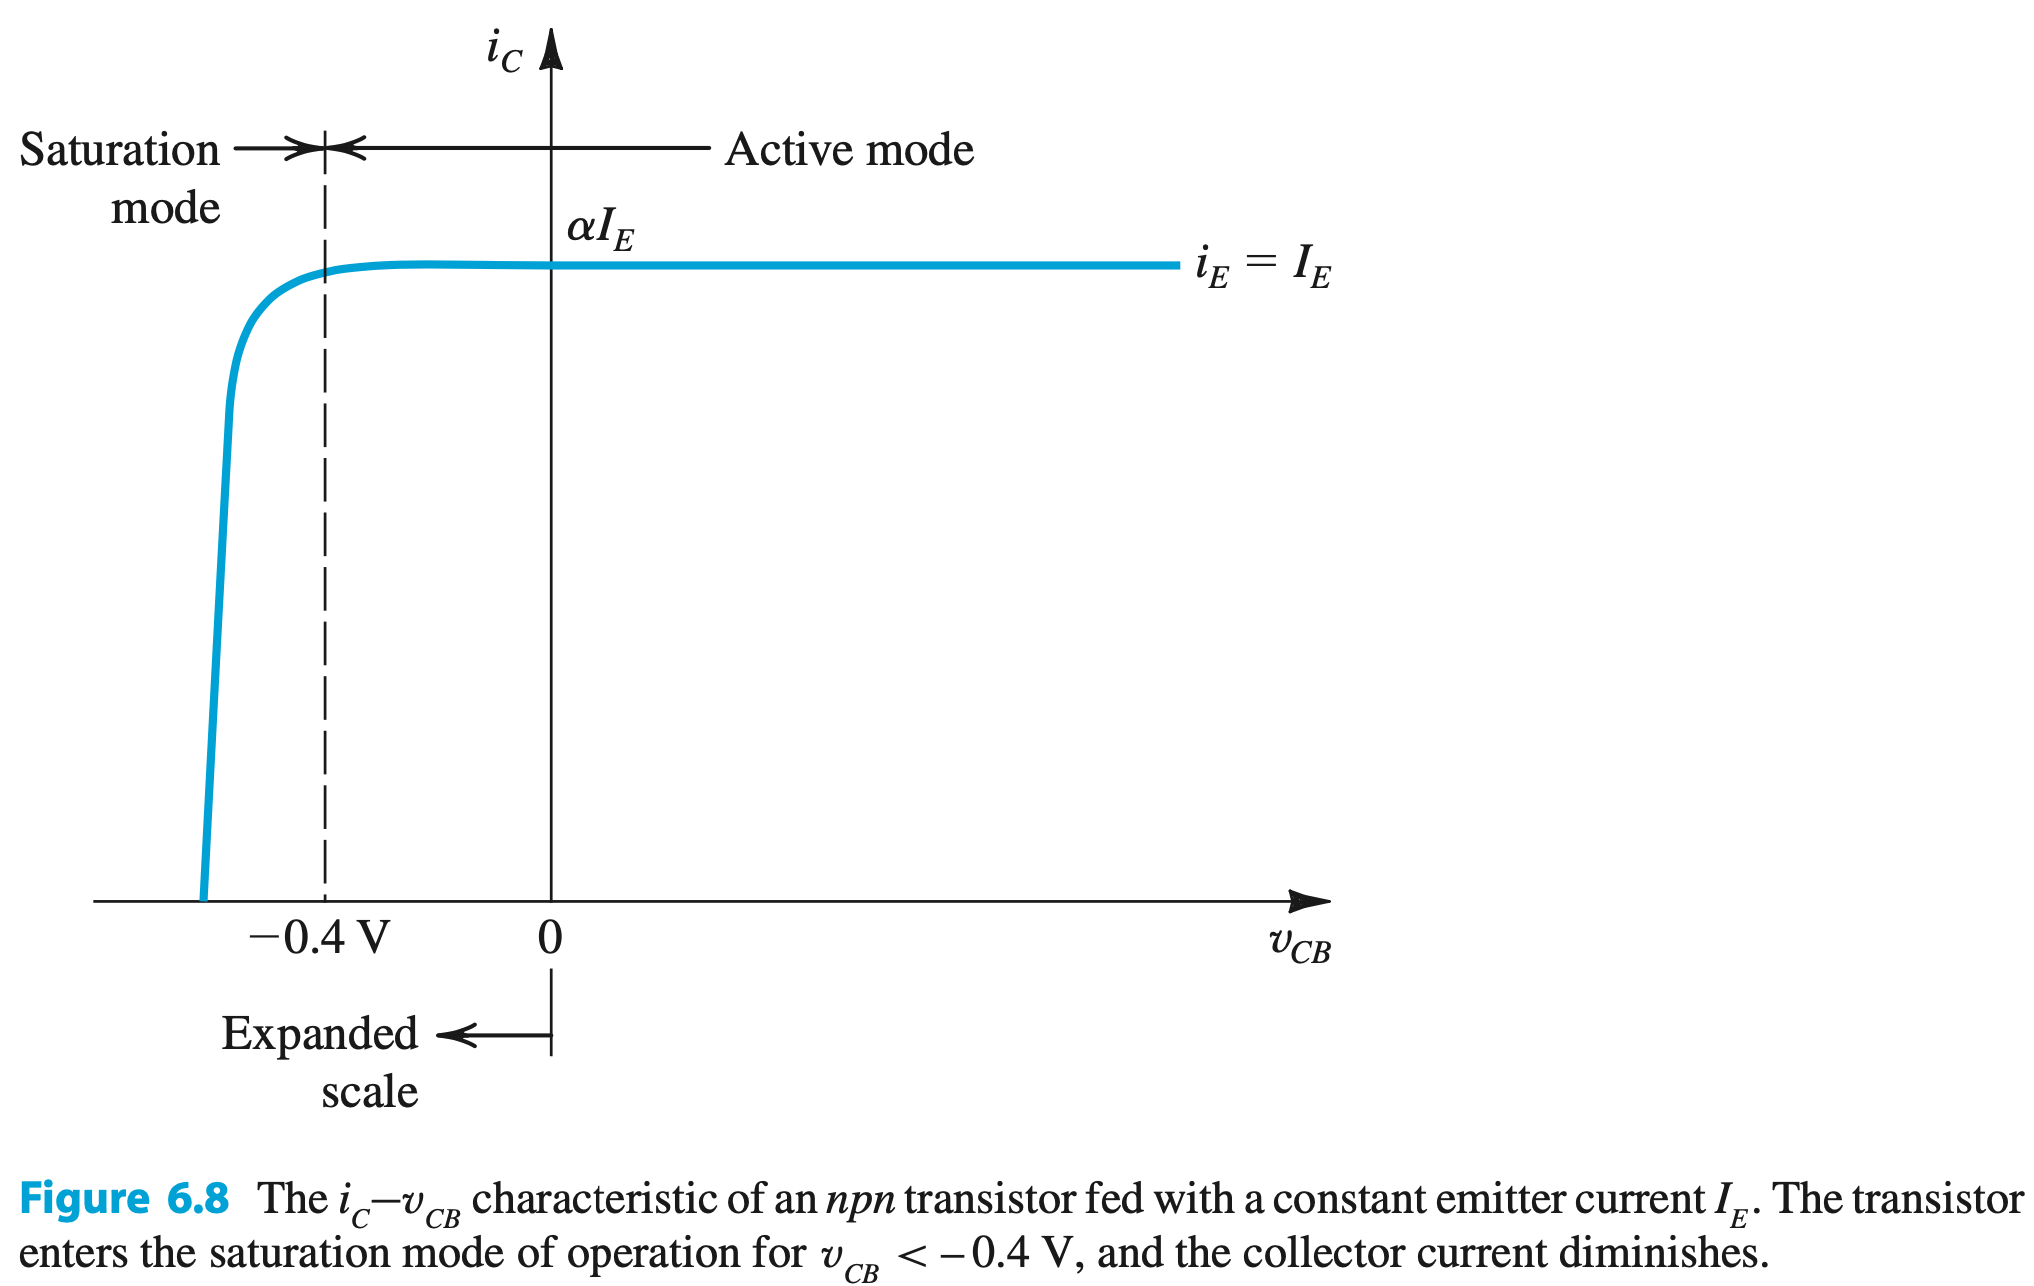 i_C
Saturation
mode
Active mode
αI_E
i_E = I_E
−0.4 V
0
v_CB
Expanded
scale
Figure 6.8 The i_C–v_CB characteristic of an npn transistor fed with a constant emitter current I_E. The transistor
enters the saturation mode of operation for v_CB < −0.4 V, and the collector current diminishes.